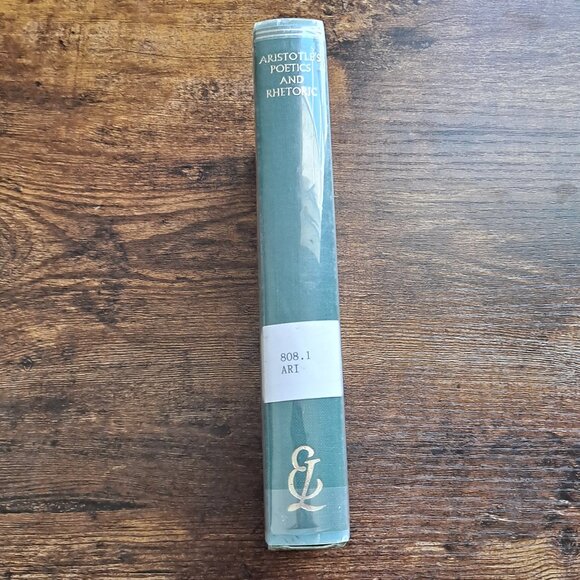 ARISTOTLE'S
POETICS
AND
RHETORIC
808.1
ARI
EL